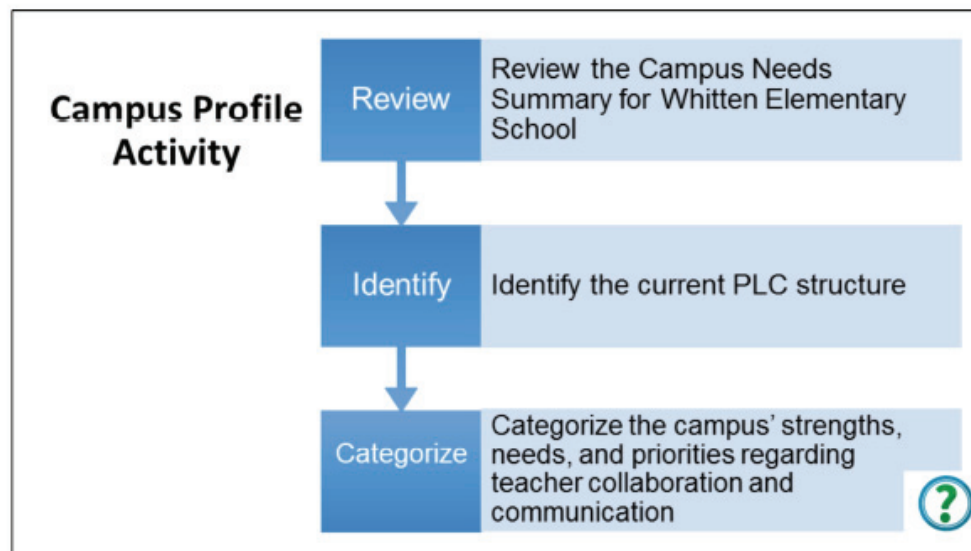 Campus Profile
Activity
Review
Review the Campus Needs
Summary for Whitten Elementary
School
Identify
Identify the current PLC structure
Categorize
Categorize the campus’ strengths,
needs, and priorities regarding
teacher collaboration and
communication
?